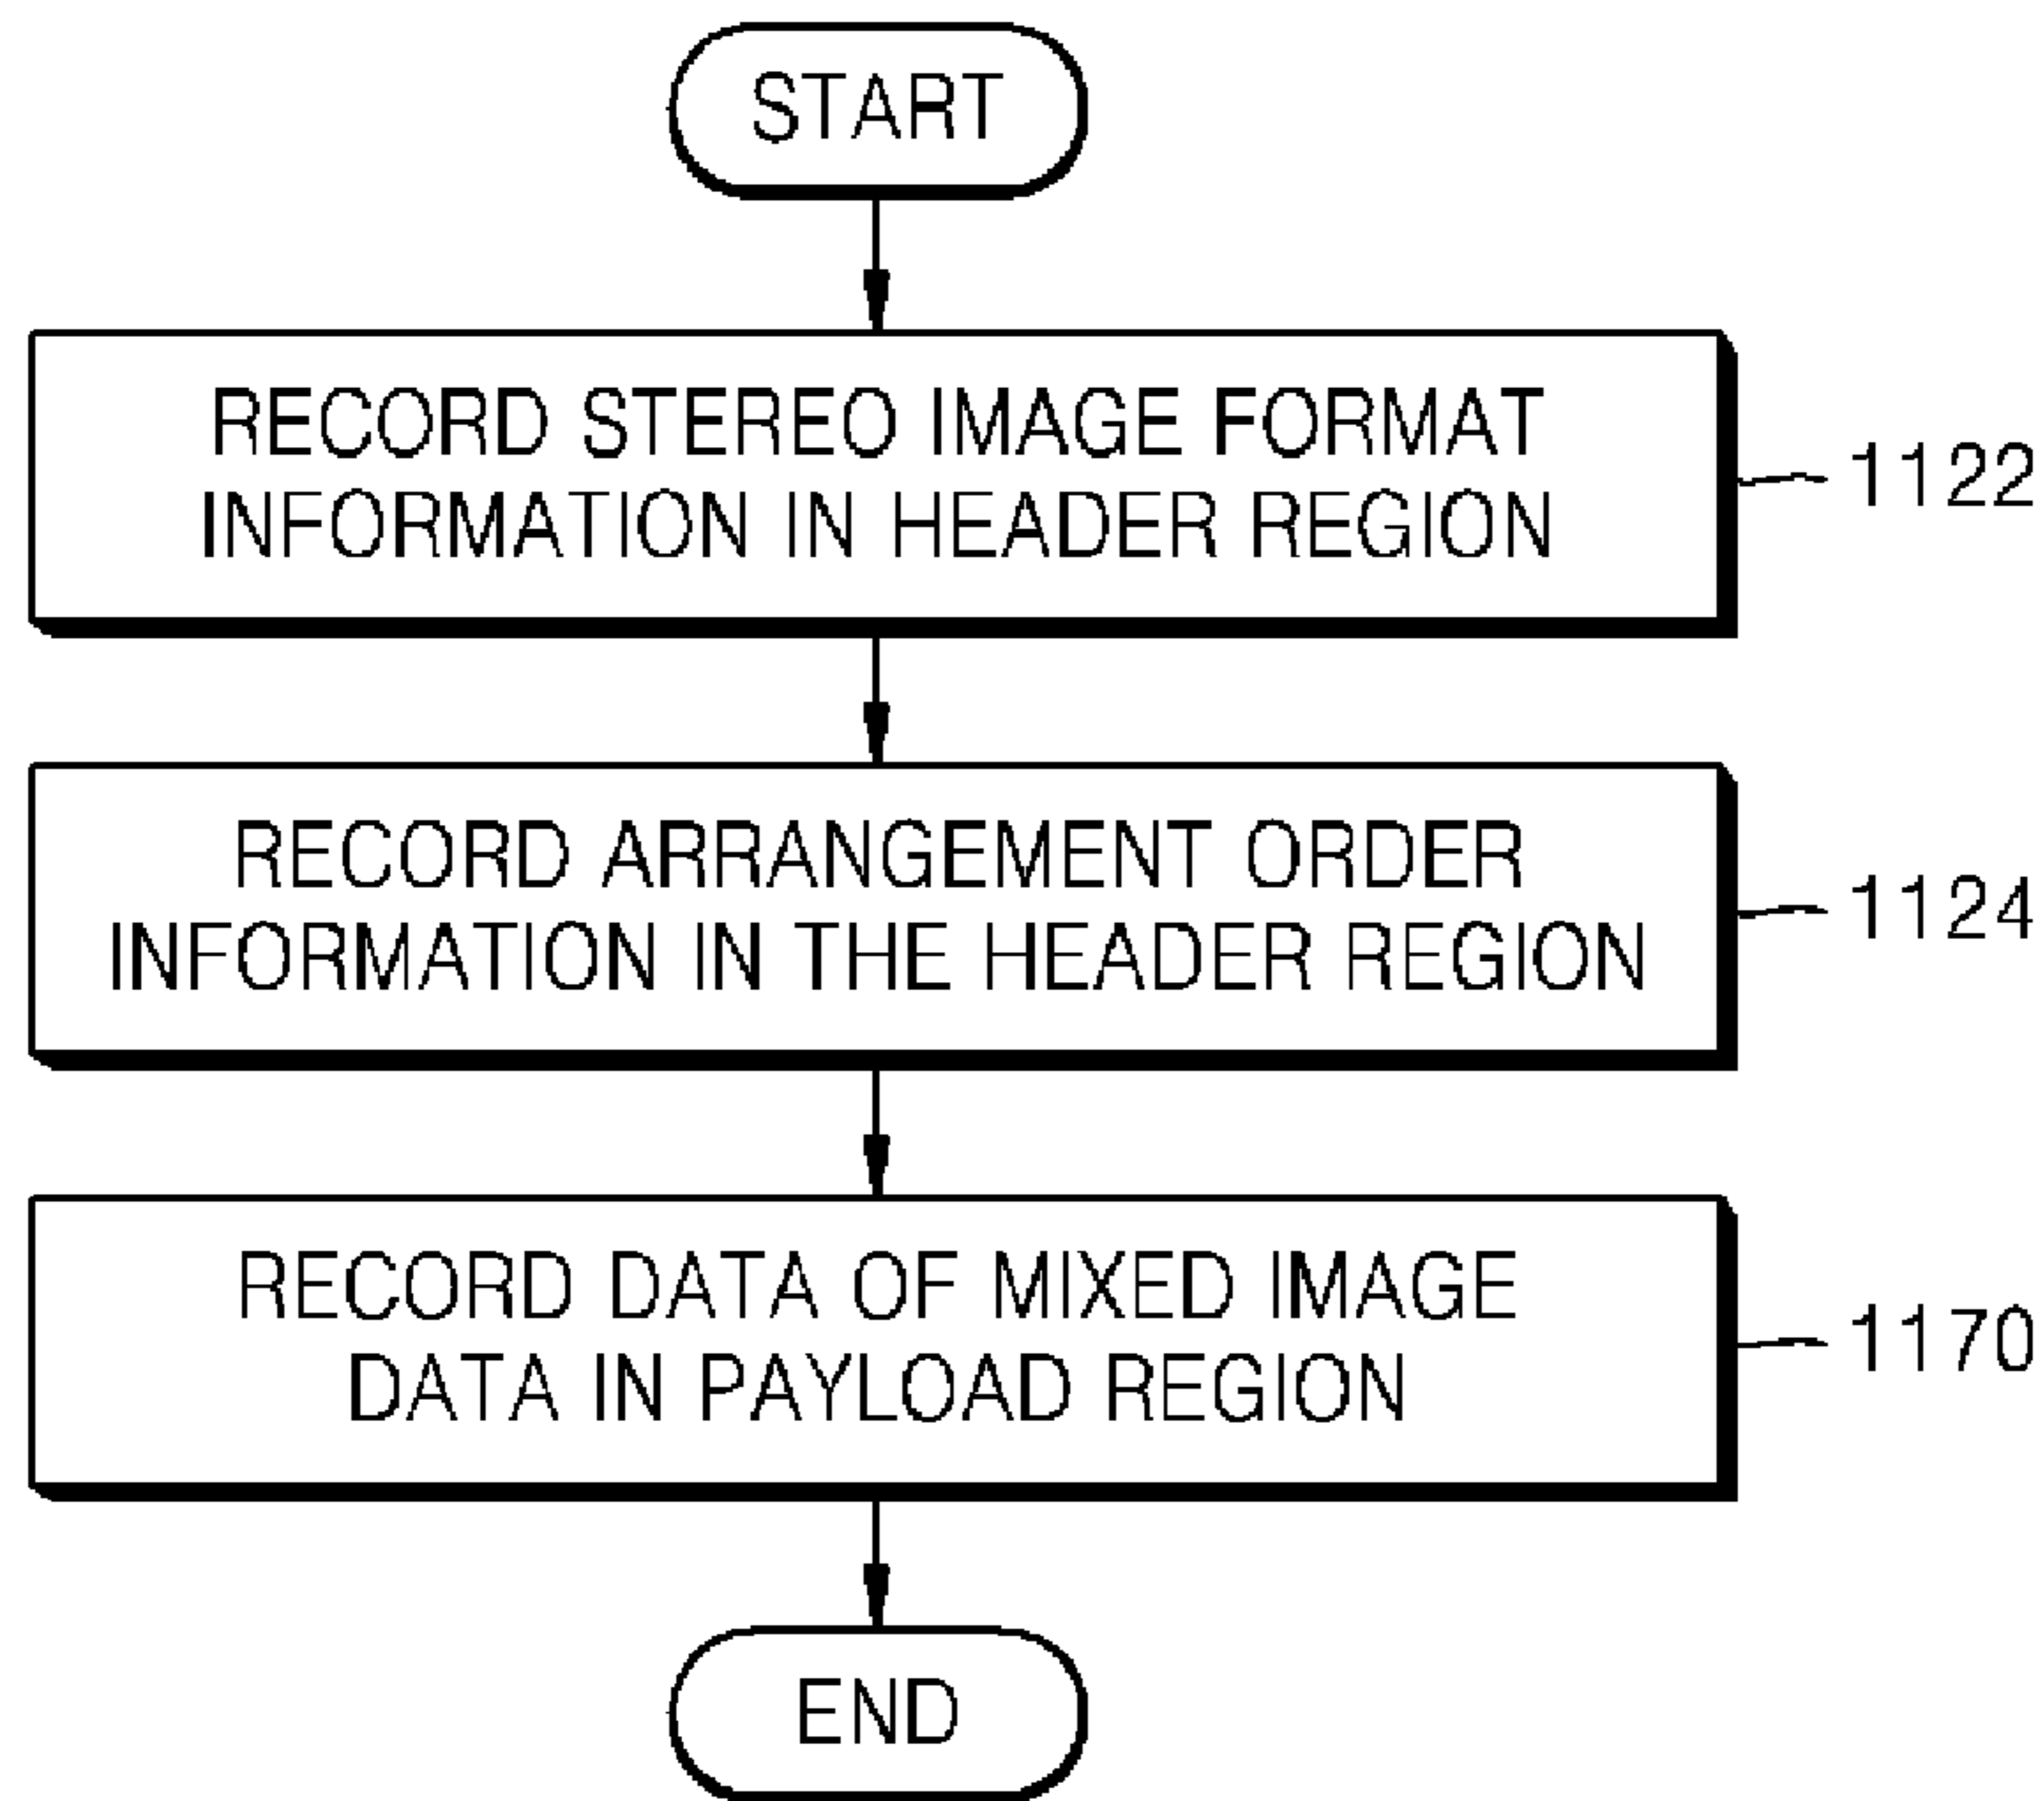 START
RECORD STEREO IMAGE FORMAT
INFORMATION IN HEADER REGION
1122
RECORD ARRANGEMENT ORDER
INFORMATION IN THE HEADER REGION
1124
RECORD DATA OF MIXED IMAGE
DATA IN PAYLOAD REGION
1170
END